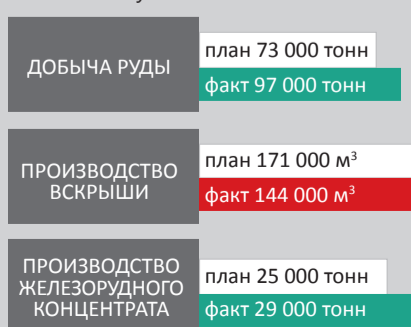 ДОБЫЧА РУДЫ
план 73 000 тонн
факт 97 000 тонн
ПРОИЗВОДСТВО
ВСКРЫШИ
план 171 000 м³
факт 144 000 м³
ПРОИЗВОДСТВО
ЖЕЛЕЗОРУДНОГО
КОНЦЕНТРАТА
план 25 000 тонн
факт 29 000 тонн